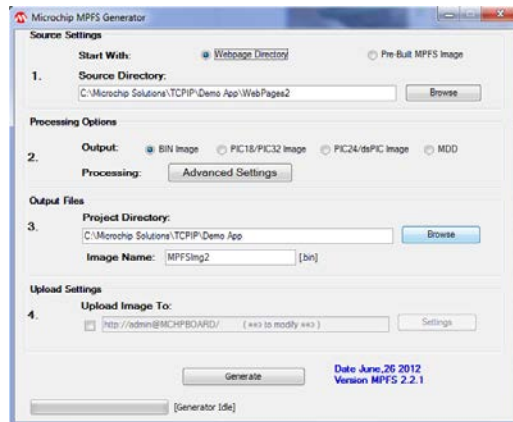 Microchip MPFS Generator
Source Settings
Start With: Webpage Directory Pre-Built MPFS Image
1. Source Directory:
C:\Microchip Solutions\TCPIP\Demo App\WebPages2 Browse
Processing Options
2. Output: BIN Image PIC18/PIC32 Image PIC24/dsPIC Image MDD
Processing: Advanced Settings
Output Files
3. Project Directory:
C:\Microchip Solutions\TCPIP\Demo App Browse
Image Name: MPFSImg2 [.bin]
Upload Settings
4. Upload Image To:
http://admin@MCHPBOARD/ ( ==> to modify ==> ) Settings
Generate
Date June,26 2012
Version MPFS 2.2.1
[Generator Idle]